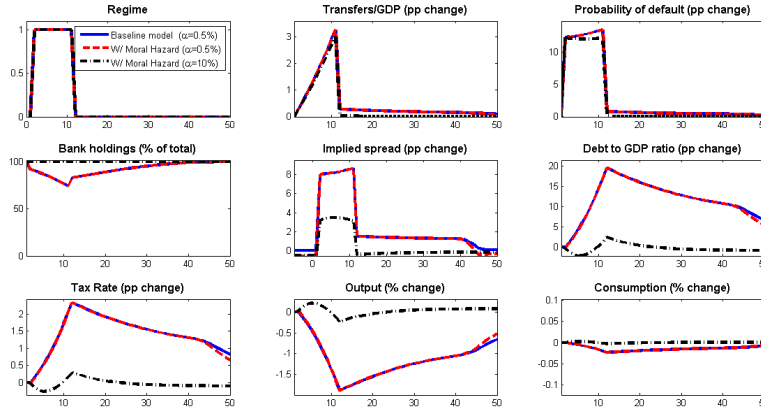 Regime
Transfers/GDP (pp change)
Probability of default (pp change)
1
0.5
0
0 10 20 30 40 50
Baseline model (α=0.5%)
W/ Moral Hazard (α=0.5%)
W/ Moral Hazard (α=10%)
3
2
1
0
10 20 30 40 50
10
5
0
10 20 30 40 50
Bank holdings (% of total)
Implied spread (pp change)
Debt to GDP ratio (pp change)
100
50
100
0
10 20 30 40 50
8
6
4
2
0
0 10 20 30 40 50
20
15
10
5
0
0 10 20 30 40 50
Tax Rate (pp change)
Output (% change)
Consumption (% change)
2
1.5
1
0.5
0
0 10 20 30 40 50
0
-0.5
-1
-1.5
10 20 30 40 50
0.1
0.05
0
-0.05
-0.1
10 20 30 40 50